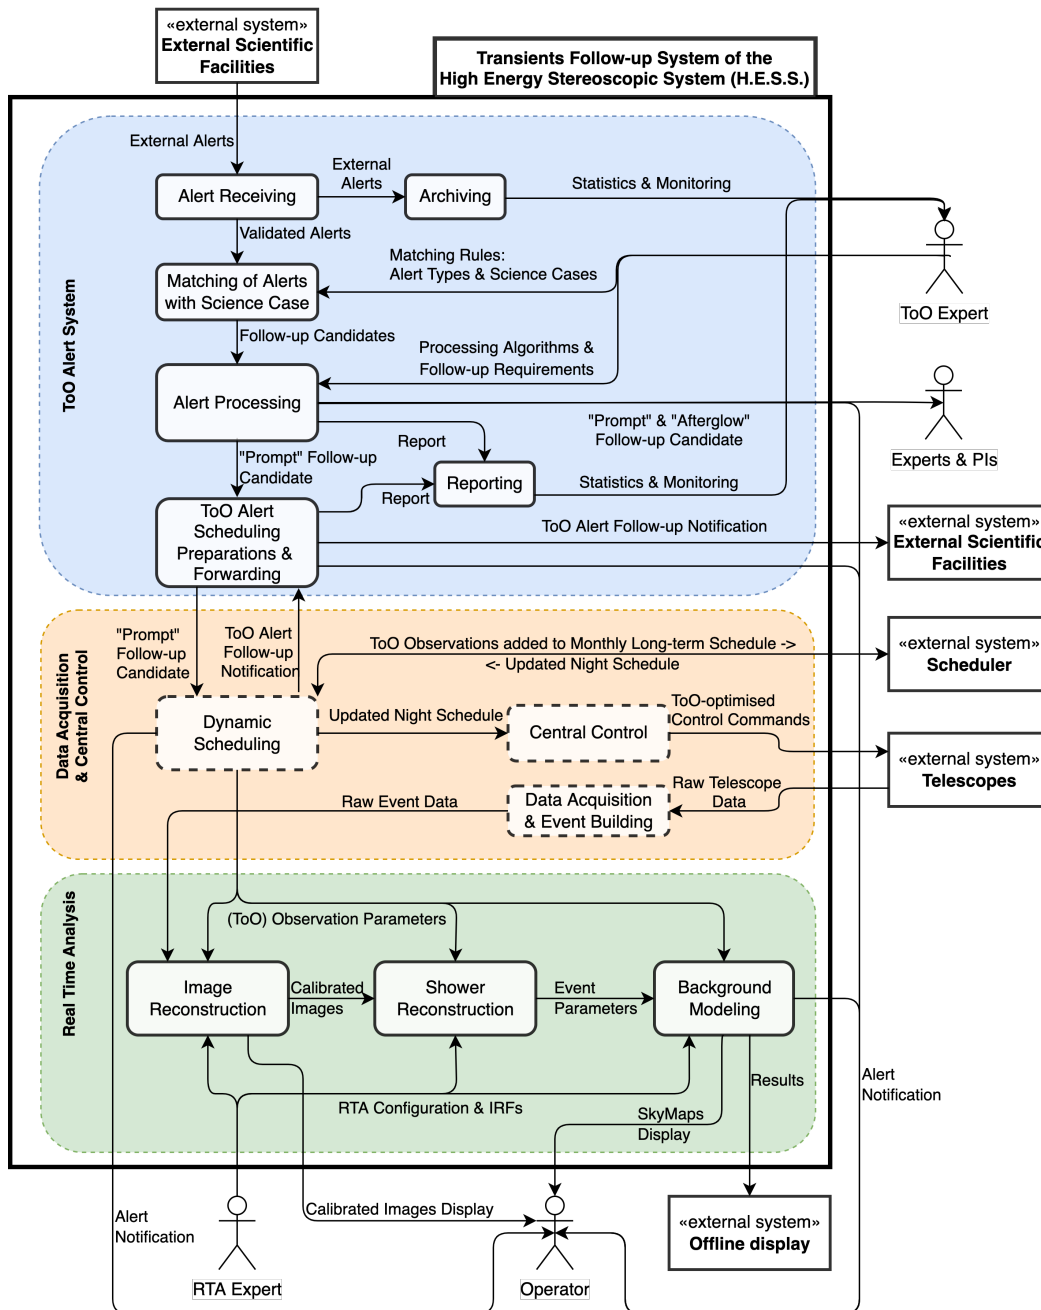 «external system»
External Scientific
Facilities
Transients Follow-up System of the
High Energy Stereoscopic System (H.E.S.S.)
External Alerts
External
Alerts
Alert Receiving
Archiving
Statistics & Monitoring
Validated Alerts
Matching Rules:
Alert Types & Science Cases
Matching of Alerts
with Science Case
ToO Expert
ToO Alert System
Follow-up Candidates
Processing Algorithms &
Follow-up Requirements
Alert Processing
"Prompt" & "Afterglow"
Follow-up Candidate
Experts & PIs
Report
"Prompt" Follow-up
Candidate
Reporting
Report
Statistics & Monitoring
ToO Alert
Scheduling
Preparations &
Forwarding
ToO Alert Follow-up Notification
«external system»
External Scientific
Facilities
"Prompt"
Follow-up
Candidate
ToO Alert
Follow-up
Notification
ToO Observations added to Monthly Long-term Schedule ->
<- Updated Night Schedule
«external system»
Scheduler
Data Acquisition
& Central Control
Dynamic
Scheduling
Updated Night Schedule
Central Control
ToO-optimised
Control Commands
«external system»
Telescopes
Raw Event Data
Data Acquisition
& Event Building
Raw Telescope
Data
Real Time Analysis
(ToO) Observation Parameters
Image
Reconstruction
Calibrated
Images
Shower
Reconstruction
Event
Parameters
Background
Modeling
RTA Configuration & IRFs
SkyMaps
Display
Results
Alert
Notification
Alert
Notification
RTA Expert
Calibrated Images Display
Operator
«external system»
Offline display